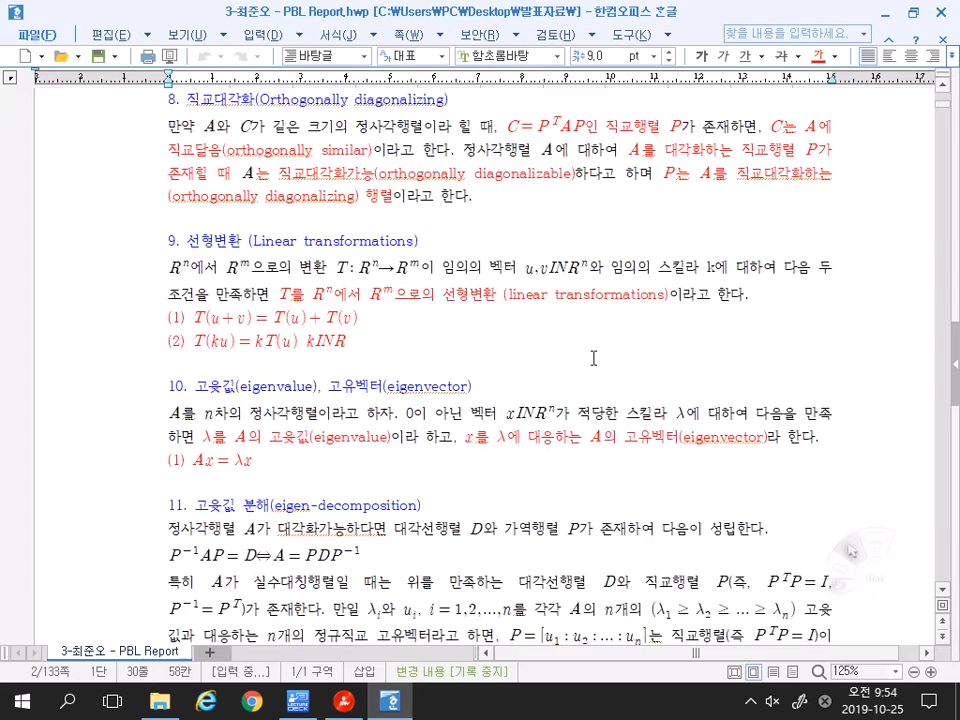 3-최준오 - PBL Report.hwp [C:\Users\PC\Desktop\발표자료\] - 한컴오피스 한글
파일(F) 편집(E) 보기(U) 입력(D) 서식(J) 쪽(W) 보안(R) 검토(H) 도구(K) 찾을 내용을 입력하세요.
바탕글 대표 함초롬바탕 9.0 pt 가 가 가 가 가
3 2 1 1 2 3 4 5 6 7 8 9 10 11 12 13 14 15 16 17
8. 직교대각화(Orthogonally diagonalizing)
만약 A와 C가 같은 크기의 정사각행렬이라 할 때, C=P^T AP인 직교행렬 P가 존재하면, C는 A에
직교닮음(orthogonally similar)이라고 한다. 정사각행렬 A에 대하여 A를 대각화하는 직교행렬 P가
존재할 때 A는 직교대각화가능(orthogonally diagonalizable)하다고 하며 P는 A를 직교대각화하는
(orthogonally diagonalizing) 행렬이라고 한다.
9. 선형변환 (Linear transformations)
R^n에서 R^m으로의 변환 T: R^n→R^m이 임의의 벡터 u,vINR^n와 임의의 스칼라 k에 대하여 다음 두
조건을 만족하면 T를 R^n에서 R^m으로의 선형변환 (linear transformations)이라고 한다.
(1) T(u+v) = T(u)+T(v)
(2) T(ku) = kT(u) kINR
10. 고윳값(eigenvalue), 고유벡터(eigenvector)
A를 n차의 정사각행렬이라고 하자. 0이 아닌 벡터 xINR^n가 적당한 스칼라 λ에 대하여 다음을 만족
하면 λ를 A의 고윳값(eigenvalue)이라 하고, x를 λ에 대응하는 A의 고유벡터(eigenvector)라 한다.
(1) Ax = λx
11. 고윳값 분해(eigen-decomposition)
정사각행렬 A가 대각화가능하다면 대각선행렬 D와 가역행렬 P가 존재하여 다음이 성립한다.
P^-1 AP = D⇔A = PDP^-1
특히 A가 실수대칭행렬일 때는 위를 만족하는 대각선행렬 D와 직교행렬 P(즉, P^T P = I,
P^-1 = P^T)가 존재한다. 만일 λ_i와 u_i, i = 1,2,...,n를 각각 A의 n개의 (λ_1 ≥ λ_2 ≥ ... ≥ λ_n) 고윳
값과 대응하는 n개의 정규직교 고유벡터라고 하면, P = [u_1 : u_2 : ... : u_n]는 직교행렬(즉 P^T P = I)이
3-최준오 - PBL Report
2/133쪽 1단 30줄 58칸 [입력 중...] 1/1 구역 삽입 변경 내용 [기록 중지] 125%
오전 9:54
2019-10-25